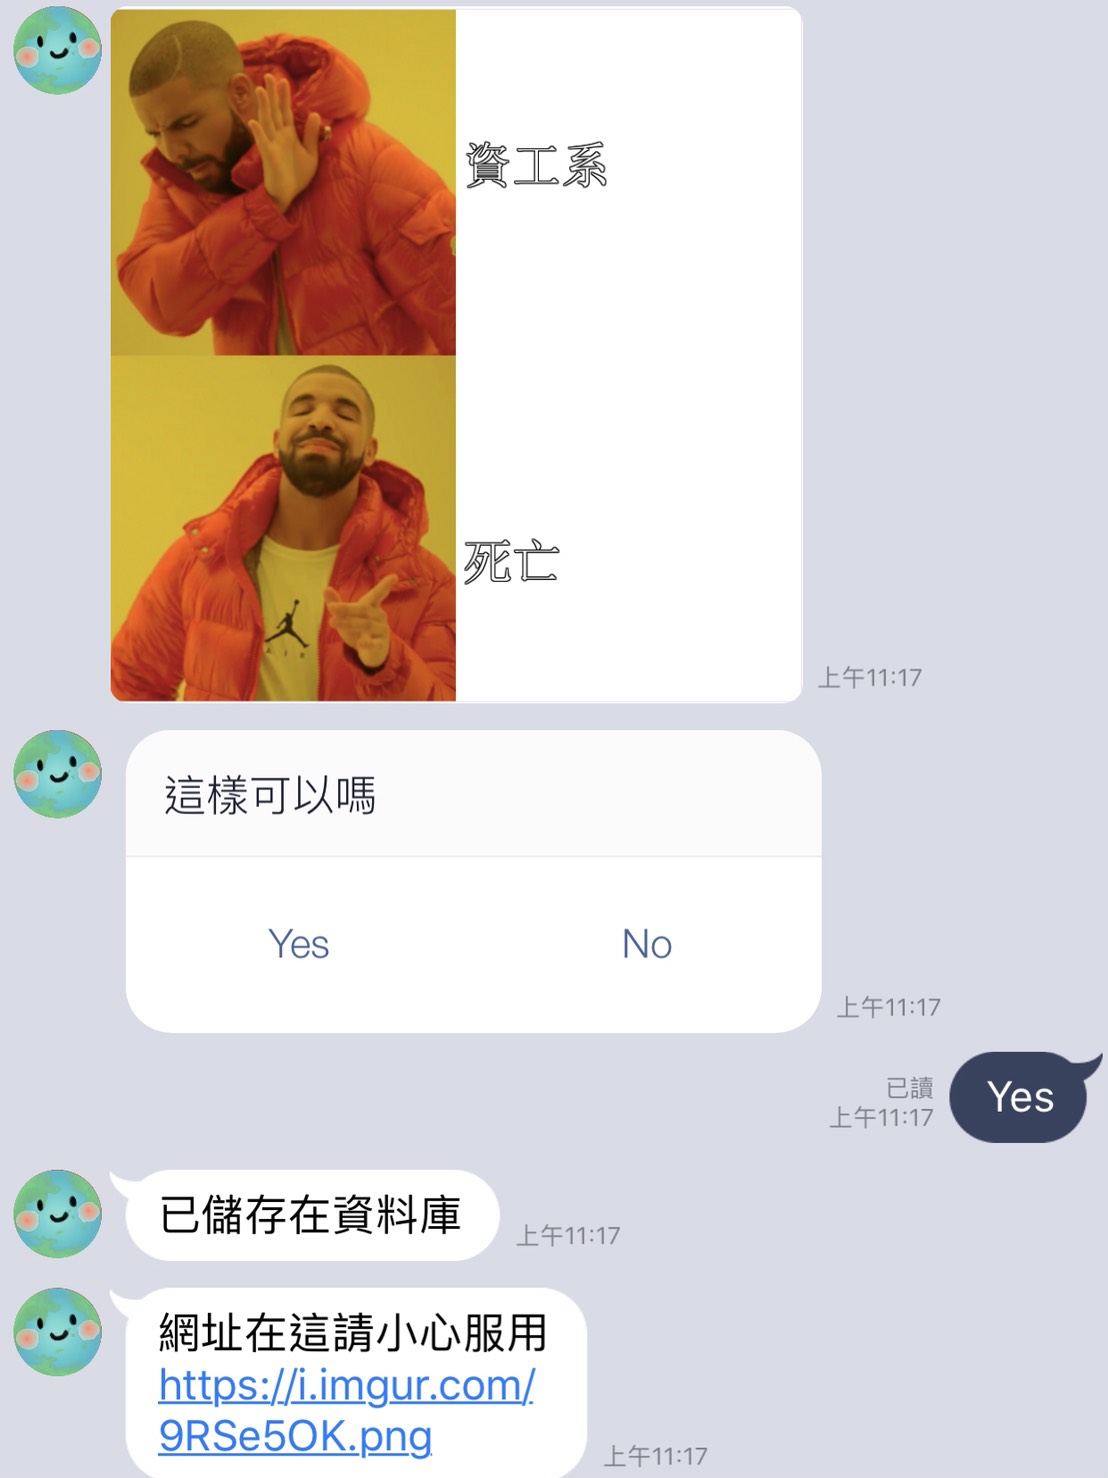 資工系
死亡
上午11:17
這樣可以嗎
Yes
No
上午11:17
已讀
上午11:17
Yes
已儲存在資料庫
上午11:17
網址在這請小心服用
https://i.imgur.com/
9RSe5OK.png
上午11:17